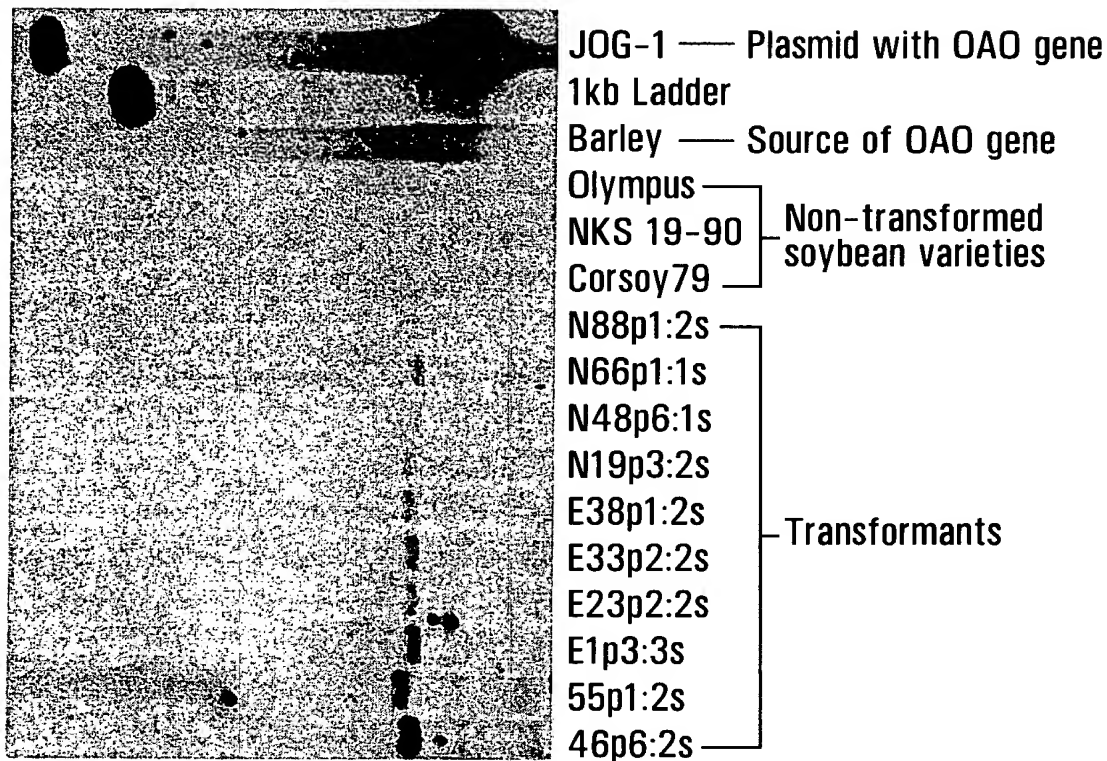 JOG-1 — Plasmid with OAO gene
1kb Ladder
Barley — Source of OAO gene
Olympus
NKS 19-90
Corsoy79
Non-transformed
soybean varieties
N88p1:2s
N66p1:1s
N48p6:1s
N19p3:2s
E38p1:2s
E33p2:2s
E23p2:2s
E1p3:3s
55p1:2s
46p6:2s
Transformants